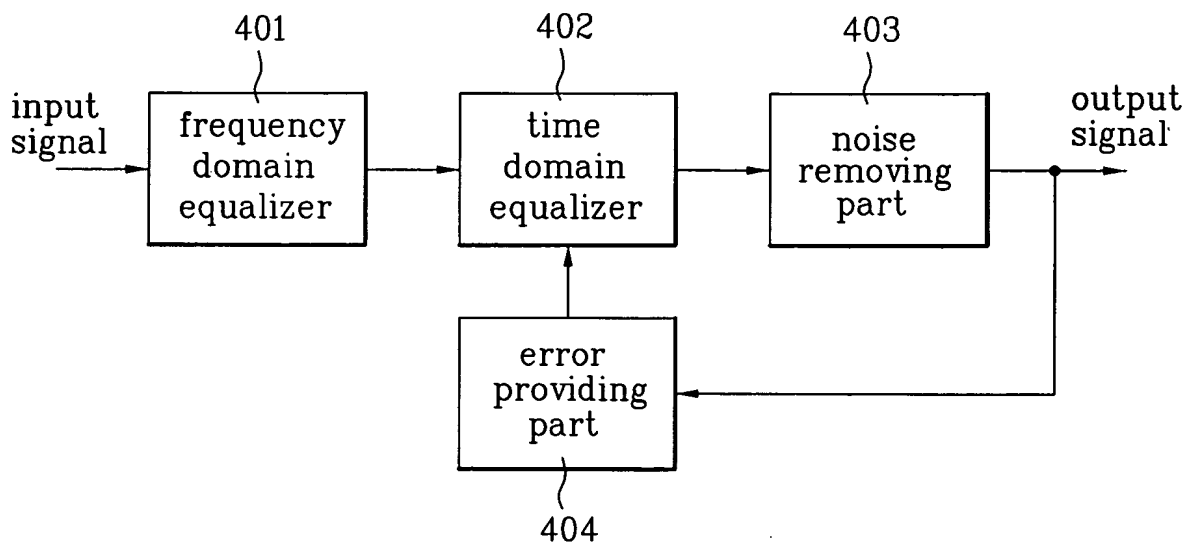 401
402
403
input
signal
frequency
domain
equalizer
time
domain
equalizer
noise
removing
part
output
signal
error
providing
part
404